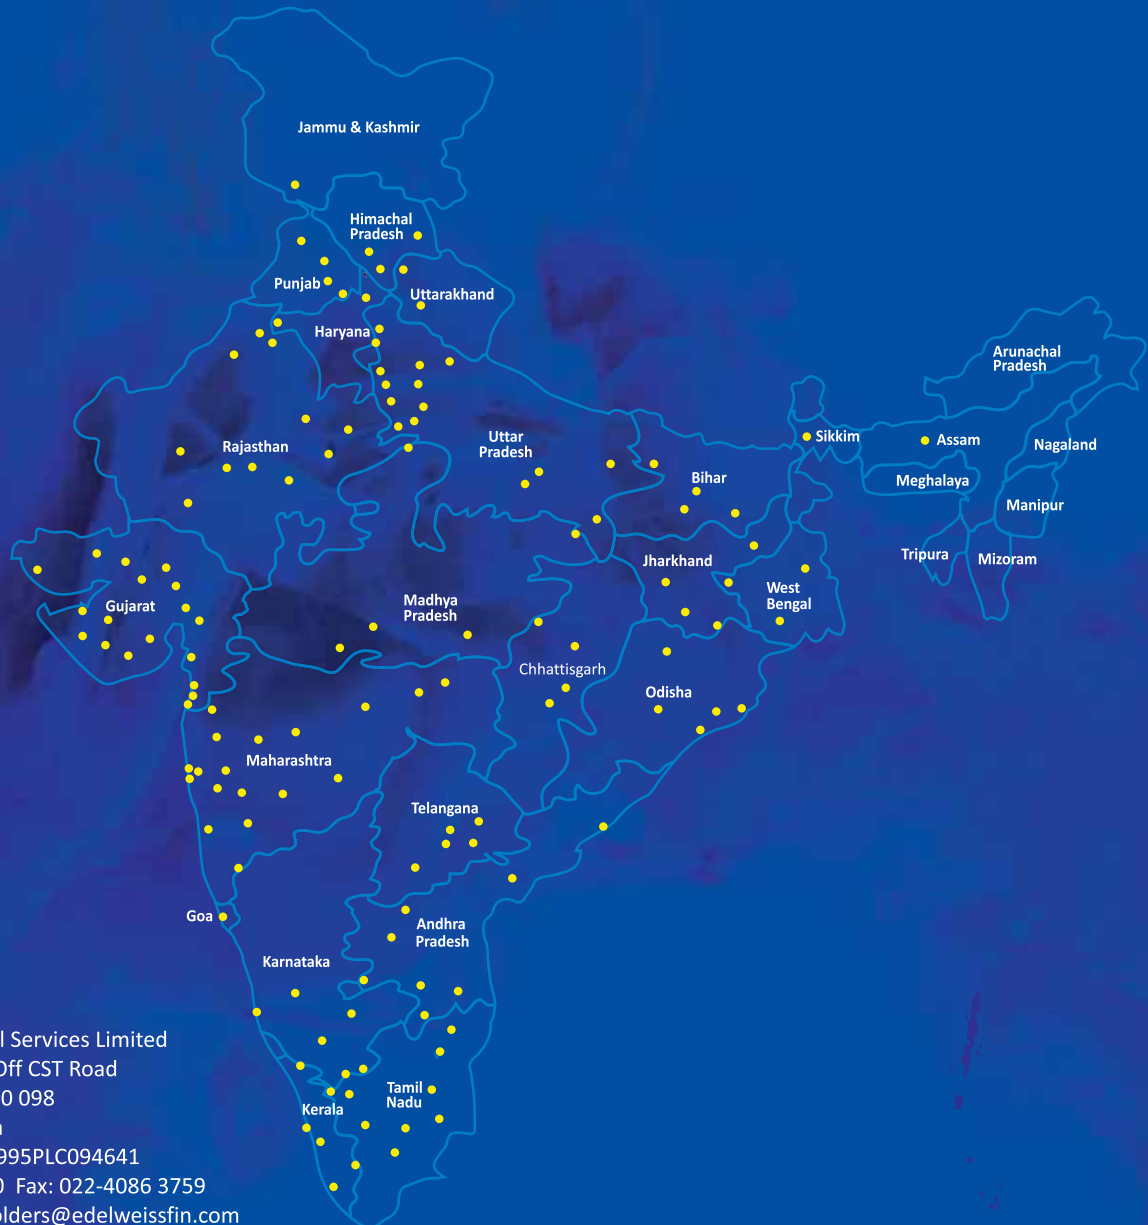 Jammu & Kashmir
Himachal
Pradesh
Punjab
Uttarakhand
Haryana
Arunachal
Pradesh
Rajasthan
Uttar
Pradesh
Sikkim
Assam
Nagaland
Bihar
Meghalaya
Manipur
Jharkhand
Tripura
Mizoram
Gujarat
Madhya
Pradesh
West
Bengal
Chhattisgarh
Odisha
Maharashtra
Telangana
Goa
Andhra
Pradesh
Karnataka
Tamil
Nadu
Kerala
l Services Limited
Off CST Road
0 098
995PLC094641
0 Fax: 022-4086 3759
olders@edelweissfin.com